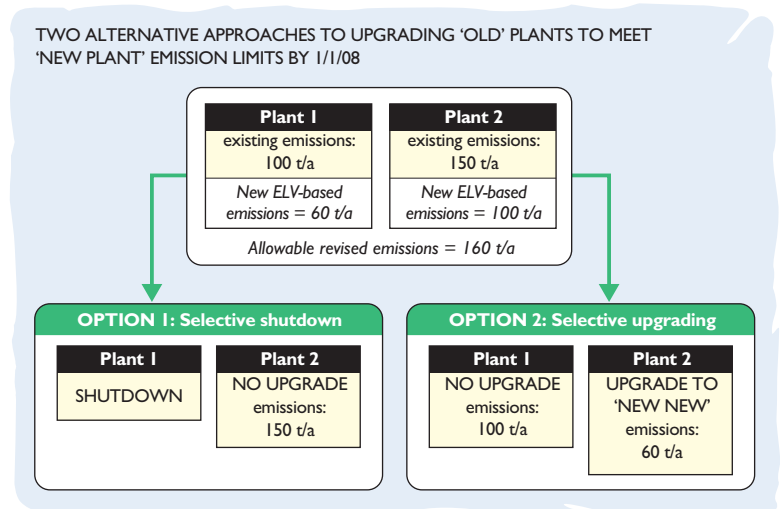 TWO ALTERNATIVE APPROACHES TO UPGRADING ‘OLD’ PLANTS TO MEET
‘NEW PLANT’ EMISSION LIMITS BY 1/1/08
Plant 1
existing emissions:
100 t/a
New ELV-based
emissions = 60 t/a
Plant 2
existing emissions:
150 t/a
New ELV-based
emissions = 100 t/a
Allowable revised emissions = 160 t/a
OPTION 1: Selective shutdown
Plant 1
SHUTDOWN
Plant 2
NO UPGRADE
emissions:
150 t/a
OPTION 2: Selective upgrading
Plant 1
NO UPGRADE
emissions:
100 t/a
Plant 2
UPGRADE TO
‘NEW NEW’
emissions:
60 t/a